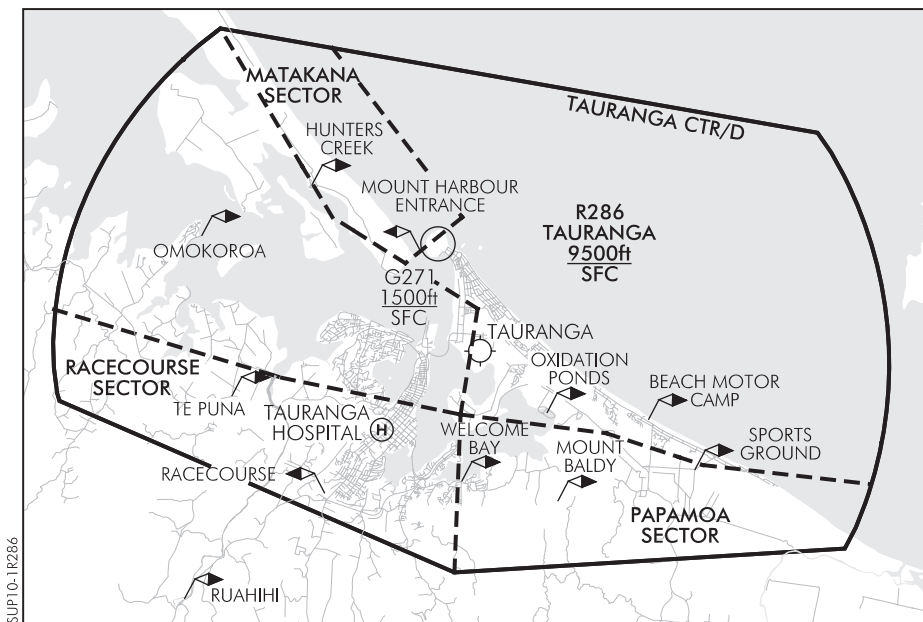 MATAKANA
SECTOR
TAURANGA CTR/D
HUNTERS
CREEK
MOUNT HARBOUR
ENTRANCE
R286
TAURANGA
9500ft
SFC
OMOKOROA
G271
1500ft
SFC
TAURANGA
RACECOURSE
SECTOR
OXIDATION
PONDS
BEACH MOTOR
CAMP
TE PUNA
TAURANGA
HOSPITAL
H
WELCOME
BAY
MOUNT
BALDY
SPORTS
GROUND
RACECOURSE
PAPAMOA
SECTOR
RUAHIHI
SUP10-1R286